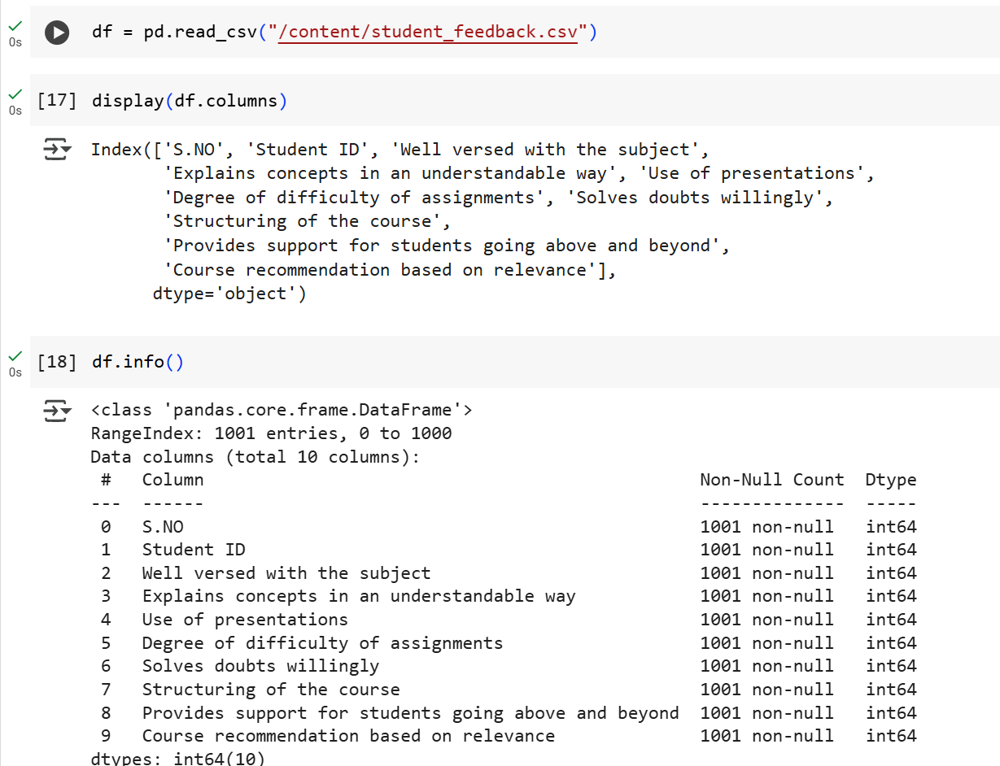 0s
df = pd.read_csv("/content/student_feedback.csv")
0s
[17] display(df.columns)
Index(['S.NO', 'Student ID', 'Well versed with the subject',
       'Explains concepts in an understandable way', 'Use of presentations',
       'Degree of difficulty of assignments', 'Solves doubts willingly',
       'Structuring of the course',
       'Provides support for students going above and beyond',
       'Course recommendation based on relevance'],
      dtype='object')
0s
[18] df.info()
<class 'pandas.core.frame.DataFrame'>
RangeIndex: 1001 entries, 0 to 1000
Data columns (total 10 columns):
 #   Column                                                Non-Null Count  Dtype
---  ------                                                --------------  -----
 0   S.NO                                                  1001 non-null   int64
 1   Student ID                                            1001 non-null   int64
 2   Well versed with the subject                          1001 non-null   int64
 3   Explains concepts in an understandable way            1001 non-null   int64
 4   Use of presentations                                  1001 non-null   int64
 5   Degree of difficulty of assignments                   1001 non-null   int64
 6   Solves doubts willingly                               1001 non-null   int64
 7   Structuring of the course                             1001 non-null   int64
 8   Provides support for students going above and beyond  1001 non-null   int64
 9   Course recommendation based on relevance              1001 non-null   int64
dtypes: int64(10)